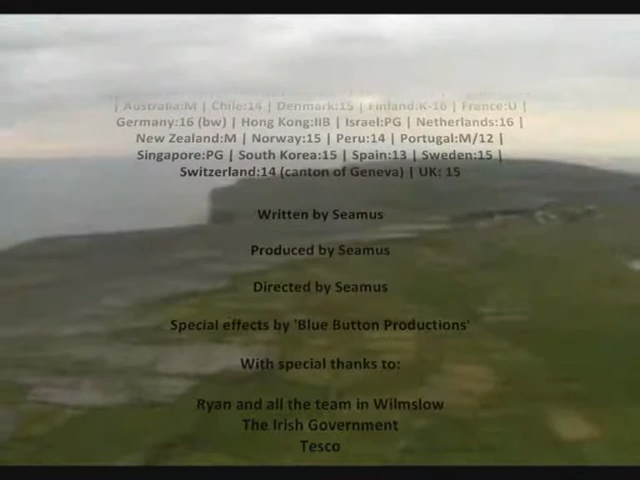 | Australia:M | Chile:14 | Denmark:15 | Finland:K-16 | France:U |
Germany:16 (bw) | Hong Kong:IIB | Israel:PG | Netherlands:16 |
New Zealand:M | Norway:15 | Peru:14 | Portugal:M/12 |
Singapore:PG | South Korea:15 | Spain:13 | Sweden:15 |
Switzerland:14 (canton of Geneva) | UK: 15
Written by Seamus
Produced by Seamus
Directed by Seamus
Special effects by 'Blue Button Productions'
With special thanks to:
Ryan and all the team in Wilmslow
The Irish Government
Tesco